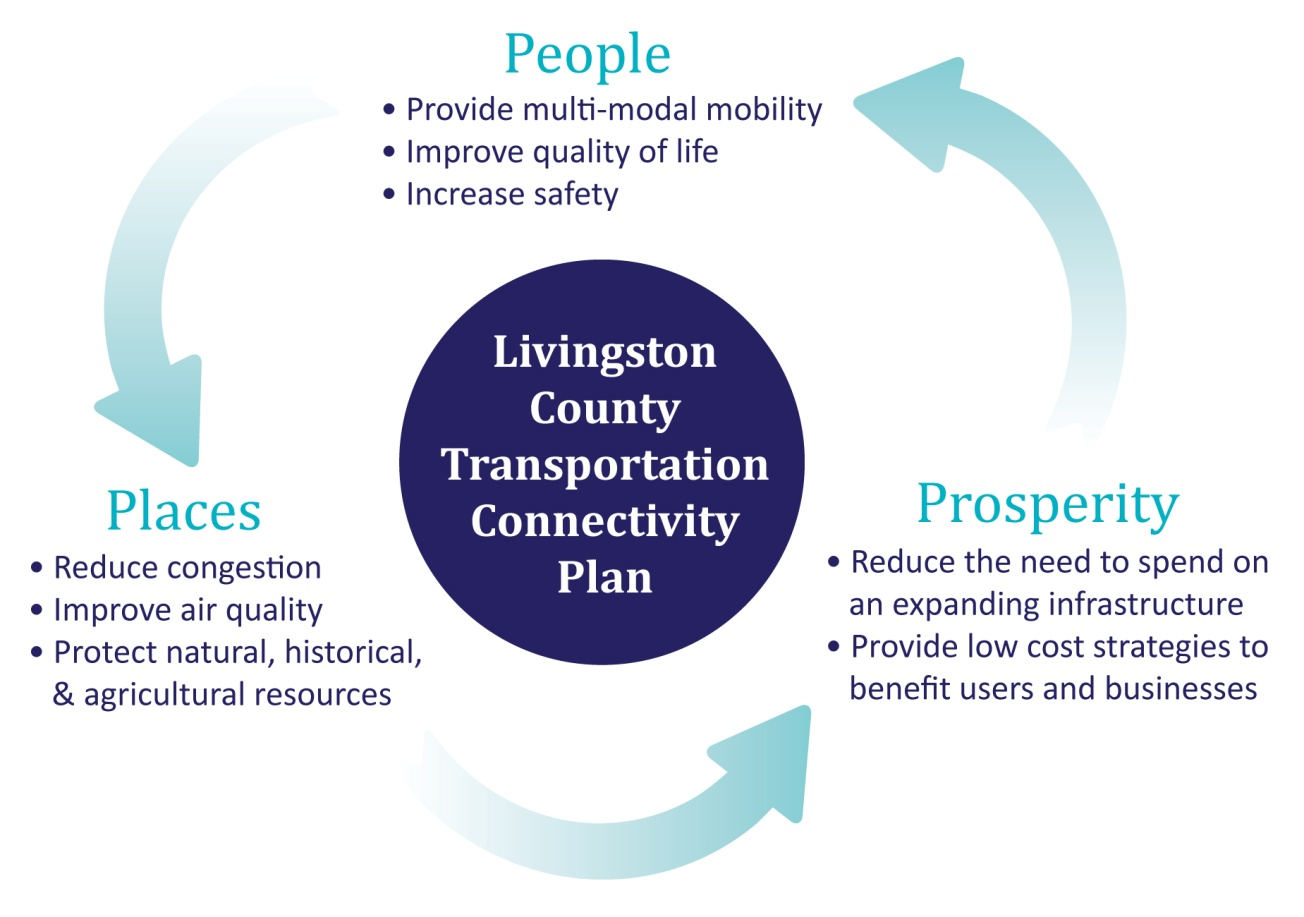 People
• Provide multi-modal mobility
• Improve quality of life
• Increase safety
Livingston
County
Transportation
Connectivity
Plan
Places
• Reduce congestion
• Improve air quality
• Protect natural, historical,
& agricultural resources
Prosperity
• Reduce the need to spend on
an expanding infrastructure
• Provide low cost strategies to
benefit users and businesses